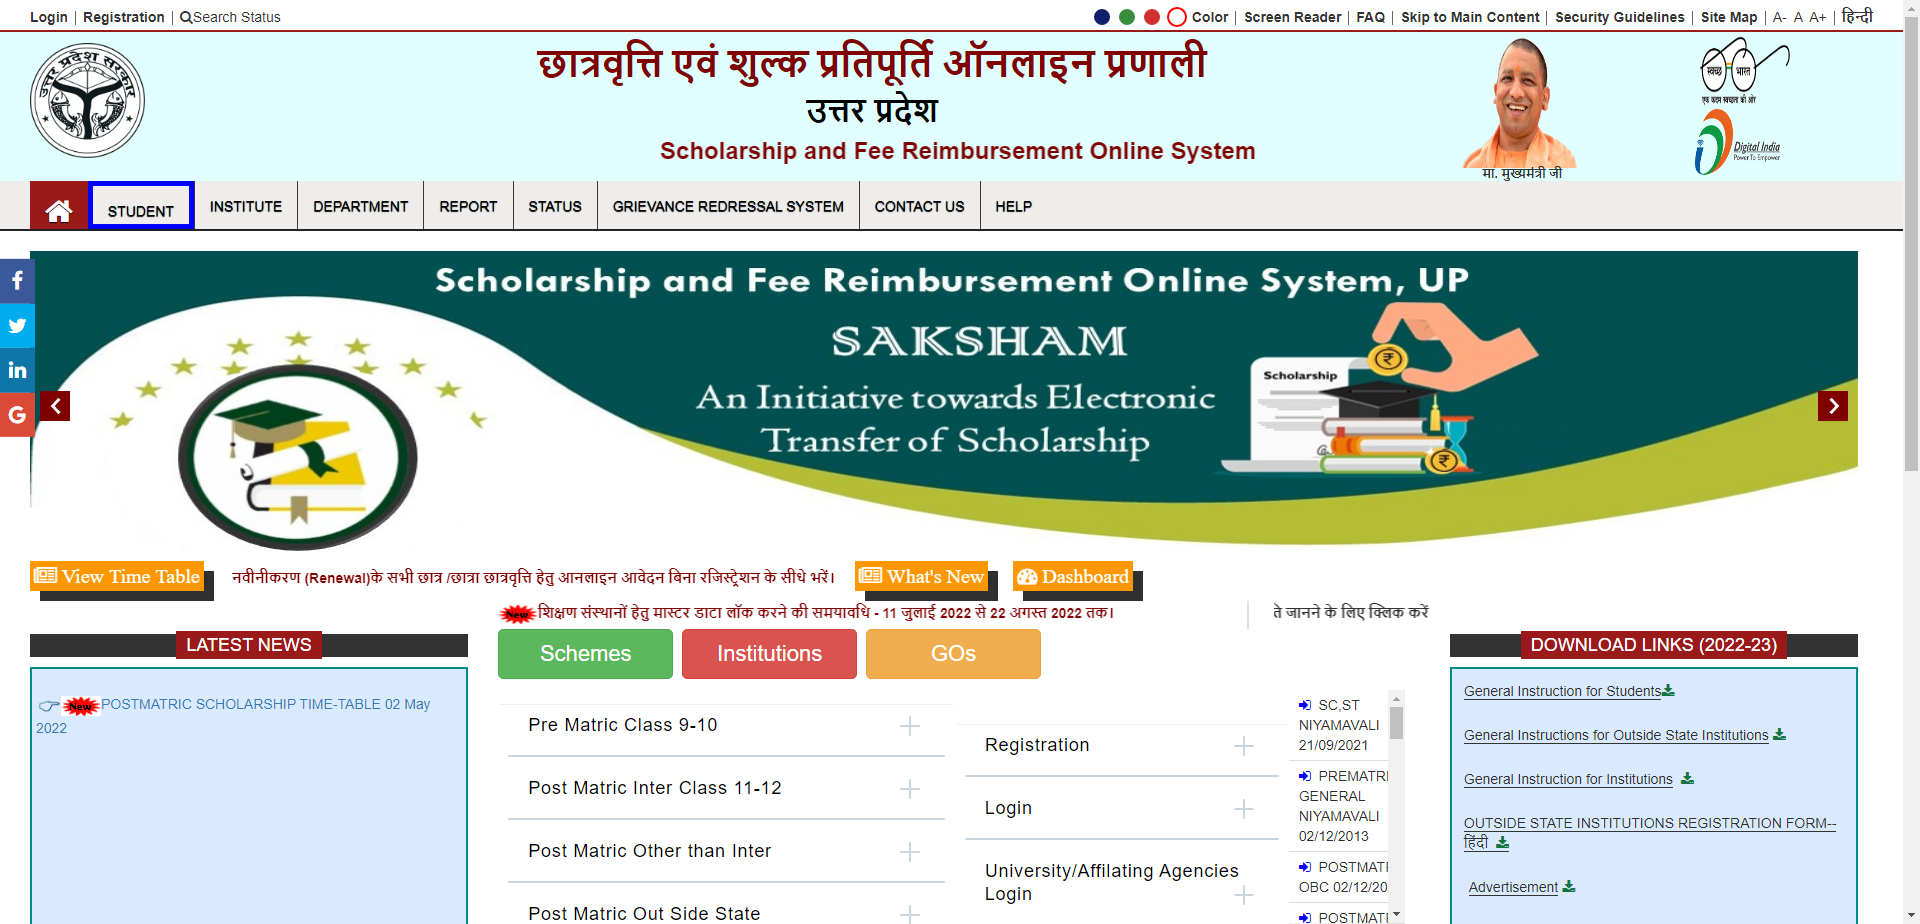 Login | Registration | Search Status
Color | Screen Reader | FAQ | Skip to Main Content | Security Guidelines | Site Map | A- A A+ | हिन्दी
छात्रवृत्ति एवं शुल्क प्रतिपूर्ति ऑनलाइन प्रणाली
उत्तर प्रदेश
Scholarship and Fee Reimbursement Online System
उत्तर प्रदेश सरकार
मा. मुख्यमंत्री जी
स्वच्छ भारत
एक कदम स्वच्छता की ओर
Digital India
Power To Empower
STUDENT INSTITUTE DEPARTMENT REPORT STATUS GRIEVANCE REDRESSAL SYSTEM CONTACT US HELP
Scholarship and Fee Reimbursement Online System, UP
SAKSHAM
An Initiative towards Electronic
Transfer of Scholarship
Scholarship
View Time Table
नवीनीकरण (Renewal)के सभी छात्र /छात्रा छात्रवृत्ति हेतु आनलाइन आवेदन बिना रजिस्ट्रेशन के सीधे भरें।
What's New
Dashboard
New शिक्षण संस्थानों हेतु मास्टर डाटा लॉक करने की समयावधि - 11 जुलाई 2022 से 22 अगस्त 2022 तक।
ते जानने के लिए क्लिक करें
LATEST NEWS
New POSTMATRIC SCHOLARSHIP TIME-TABLE 02 May
2022
Schemes
Institutions
GOs
Pre Matric Class 9-10
Post Matric Inter Class 11-12
Post Matric Other than Inter
Post Matric Out Side State
Registration
Login
University/Affilating Agencies
Login
SC,ST
NIYAMAVALI
21/09/2021
PREMATRI
GENERAL
NIYAMAVALI
02/12/2013
POSTMATI
OBC 02/12/20
POSTMATI
DOWNLOAD LINKS (2022-23)
General Instruction for Students
General Instructions for Outside State Institutions
General Instruction for Institutions
OUTSIDE STATE INSTITUTIONS REGISTRATION FORM--
हिंदी
Advertisement